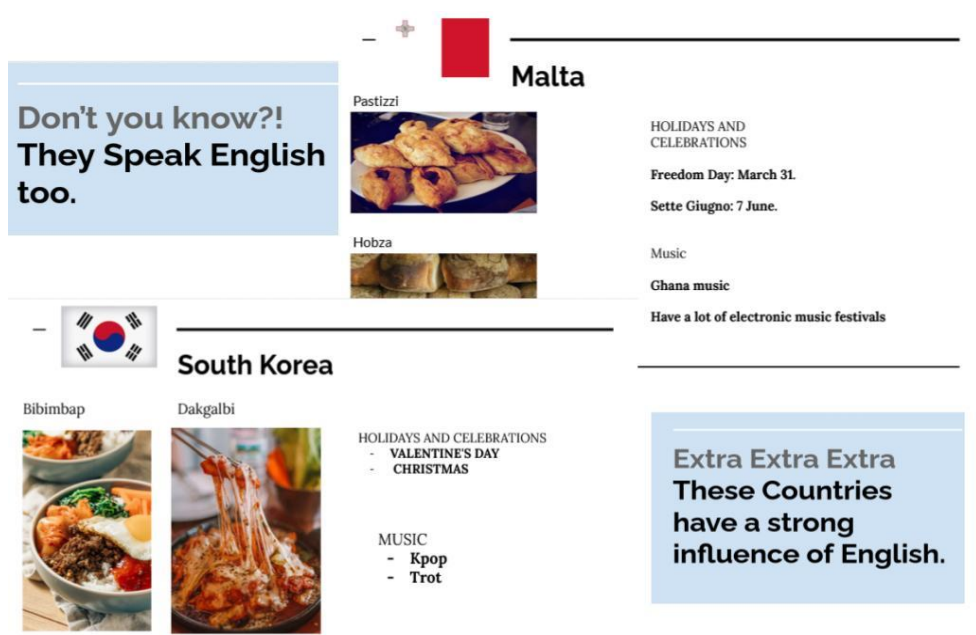 Don't you know?!
They Speak English
too.
Malta
Pastizzi
Hobza
HOLIDAYS AND
CELEBRATIONS
Freedom Day: March 31.
Sette Giugno: 7 June.
Music
Ghana music
Have a lot of electronic music festivals
South Korea
Bibimbap
Dakgalbi
HOLIDAYS AND CELEBRATIONS
- VALENTINE'S DAY
- CHRISTMAS
MUSIC
- Kpop
- Trot
Extra Extra Extra
These Countries
have a strong
influence of English.